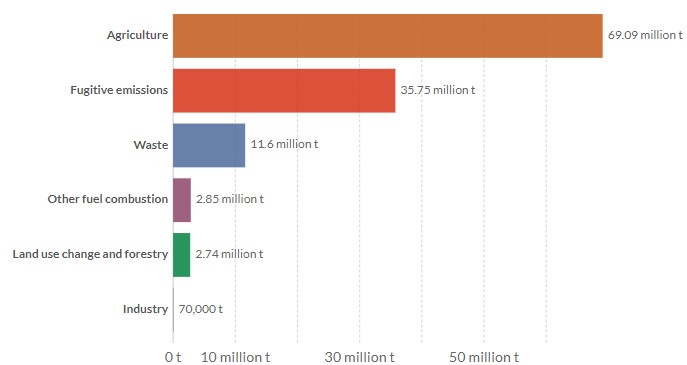 Agriculture 69.09 million t
Fugitive emissions 35.75 million t
Waste 11.6 million t
Other fuel combustion 2.85 million t
Land use change and forestry 2.74 million t
Industry 70,000 t
0 t 10 million t 30 million t 50 million t